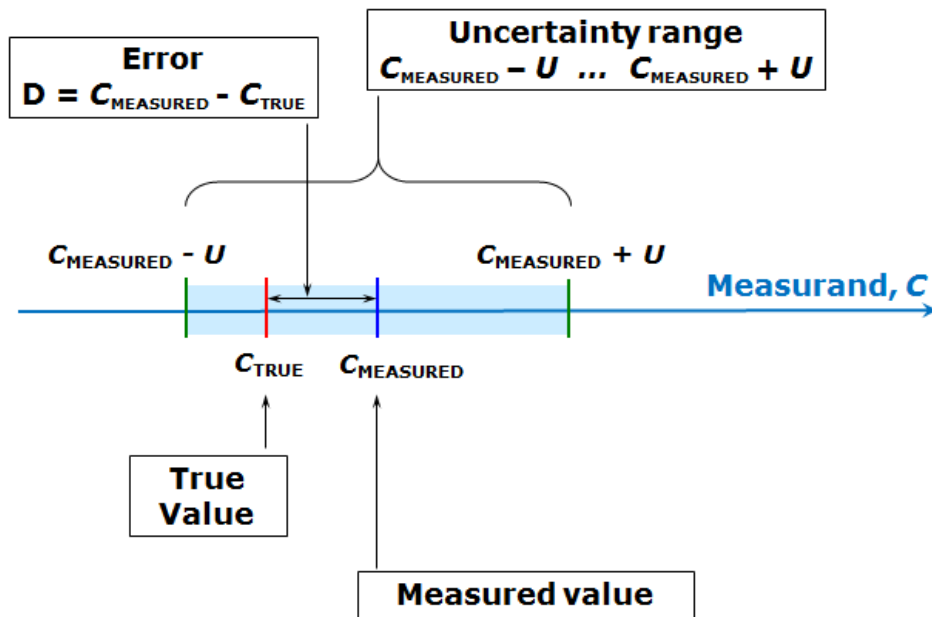 Error
D = CMEASURED - CTRUE
Uncertainty range
CMEASURED – U ... CMEASURED + U
CMEASURED - U
CMEASURED + U
Measurand, C
CTRUE
CMEASURED
True
Value
Measured value